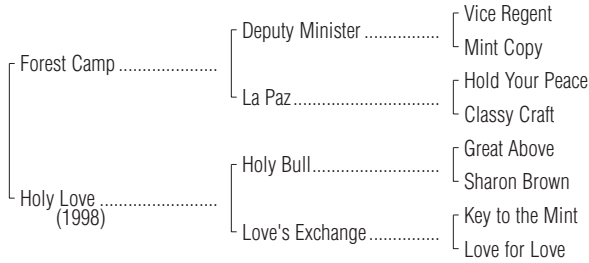 Vice Regent
Deputy Minister ................
Mint Copy
Forest Camp .....................
Hold Your Peace
La Paz...............................
Classy Craft
Great Above
Holy Bull...........................
Sharon Brown
Holy Love .........................
(1998)
Key to the Mint
Love's Exchange...............
Love for Love